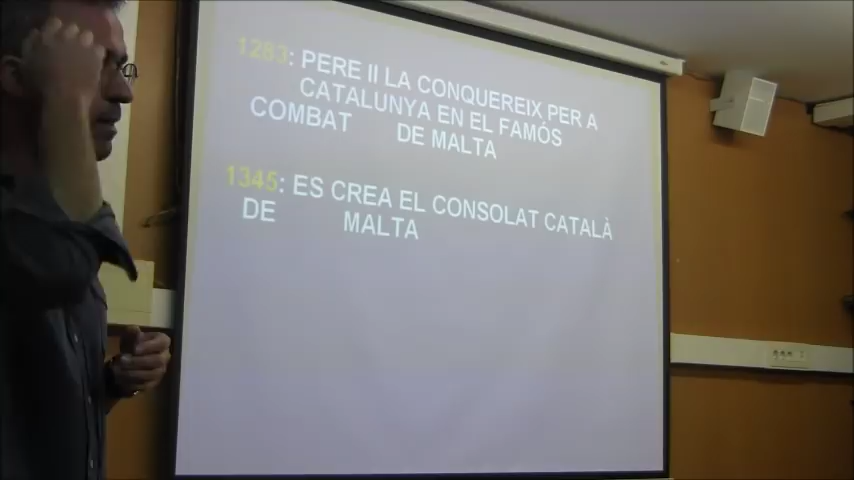 1283: PERE II LA CONQUEREIX PER A
CATALUNYA EN EL FAMÓS
COMBAT DE MALTA
1345: ES CREA EL CONSOLAT CATALÀ
DE MALTA